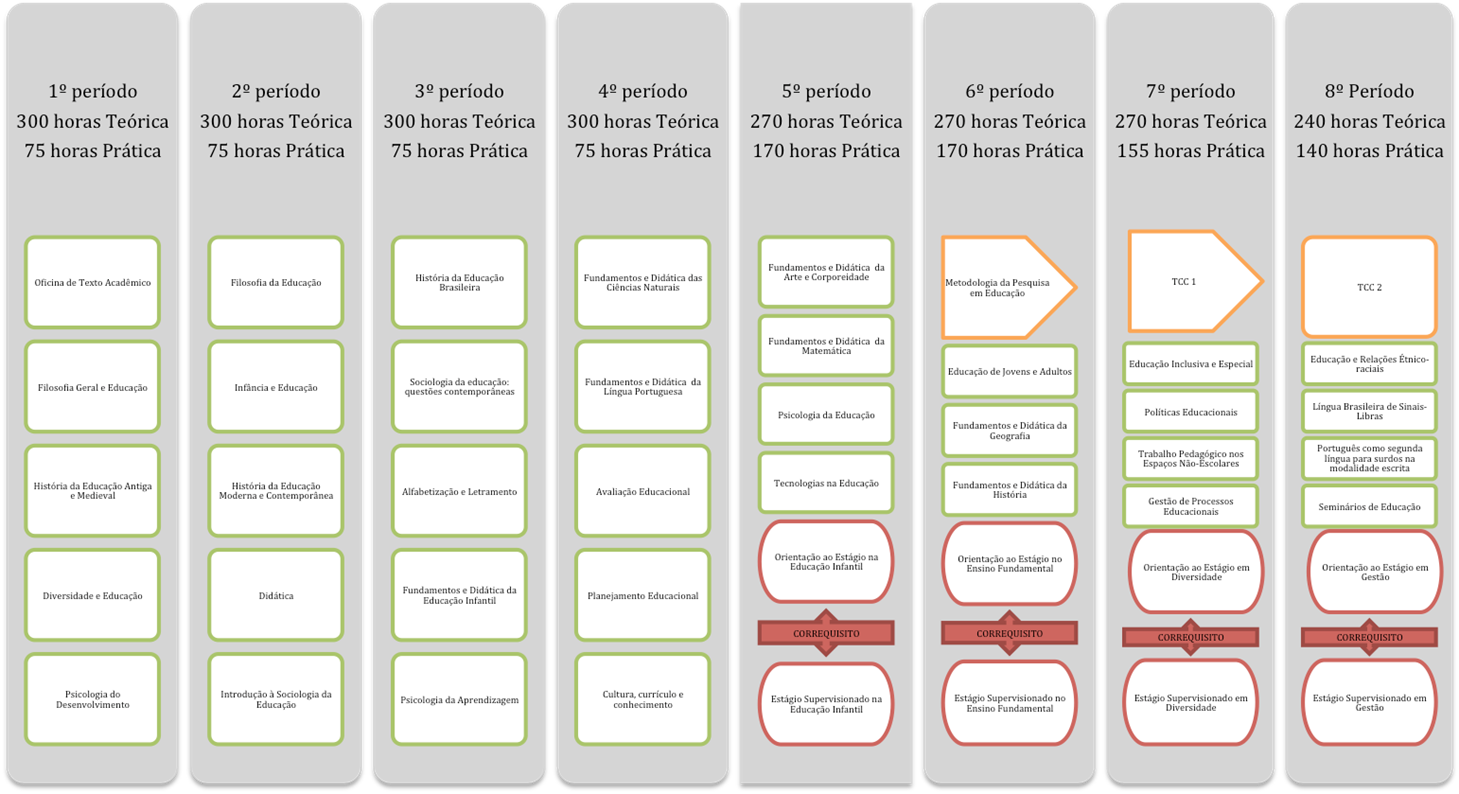 1º período
300 horas Teórica
75 horas Prática
Oficina de Texto Acadêmico
Filosofia Geral e Educação
História da Educação Antiga
e Medieval
Diversidade e Educação
Psicologia do
Desenvolvimento
2º período
300 horas Teórica
75 horas Prática
Filosofia da Educação
Infância e Educação
História da Educação
Moderna e Contemporânea
Didática
Introdução à Sociologia da
Educação
3º período
300 horas Teórica
75 horas Prática
História da Educação
Brasileira
Sociologia da educação:
questões contemporâneas
Alfabetização e Letramento
Fundamentos e Didática da
Educação Infantil
Psicologia da Aprendizagem
4º período
300 horas Teórica
75 horas Prática
Fundamentos e Didática das
Ciências Naturais
Fundamentos e Didática da
Língua Portuguesa
Avaliação Educacional
Planejamento Educacional
Cultura, currículo e
conhecimento
5º período
270 horas Teórica
170 horas Prática
Fundamentos e Didática da
Arte e Corporeidade
Fundamentos e Didática da
Matemática
Psicologia da Educação
Tecnologias na Educação
Orientação ao Estágio na
Educação Infantil
CORREQUISITO
Estágio Supervisionado na
Educação Infantil
6º período
270 horas Teórica
170 horas Prática
Metodologia da Pesquisa
em Educação
Educação de Jovens e Adultos
Fundamentos e Didática da
Geografia
Fundamentos e Didática da
História
Orientação ao Estágio no
Ensino Fundamental
CORREQUISITO
Estágio Supervisionado no
Ensino Fundamental
7º período
270 horas Teórica
155 horas Prática
TCC 1
Educação Inclusiva e Especial
Políticas Educacionais
Trabalho Pedagógico nos
Espaços Não-Escolares
Gestão de Processos
Educacionais
Orientação ao Estágio em
Diversidade
CORREQUISITO
Estágio Supervisionado em
Diversidade
8º Período
240 horas Teórica
140 horas Prática
TCC 2
Educação e Relações Étnico-
raciais
Língua Brasileira de Sinais-
Libras
Português como segunda
língua para surdos na
modalidade escrita
Seminários de Educação
Orientação ao Estágio em
Gestão
CORREQUISITO
Estágio Supervisionado em
Gestão